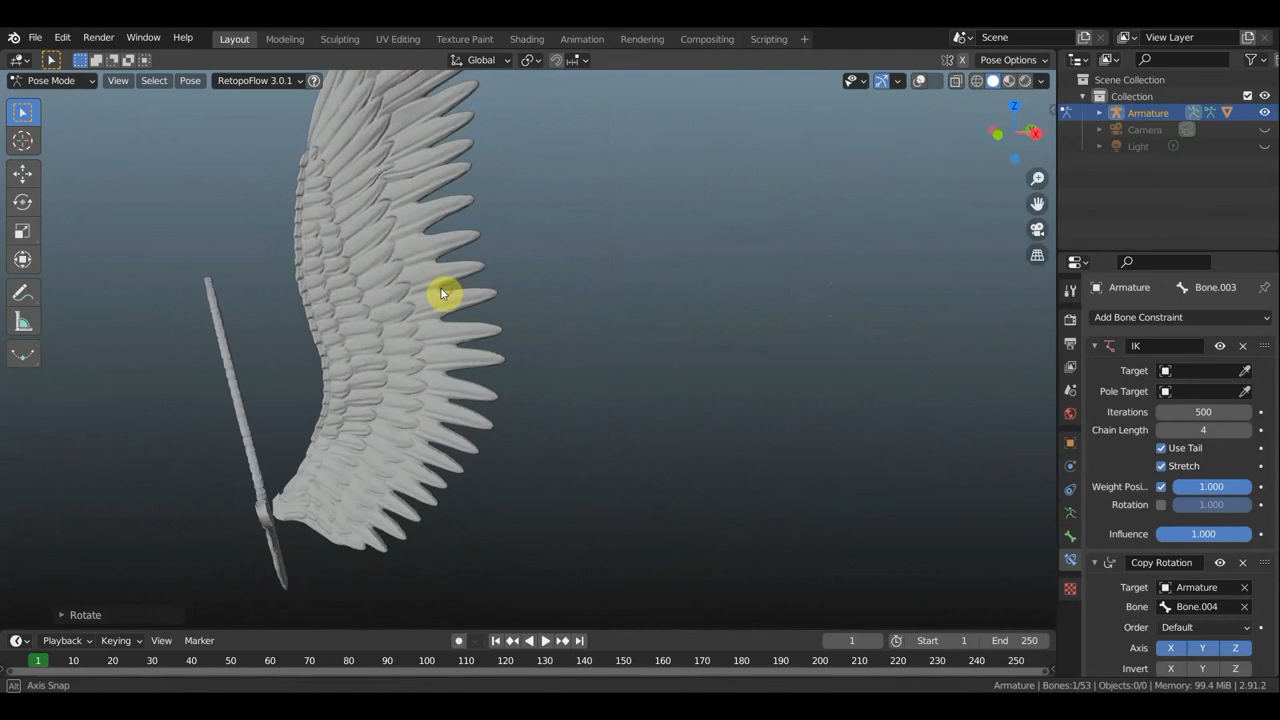 File Edit Render Window Help Layout Modeling Sculpting UV Editing Texture Paint Shading Animation Rendering Compositing Scripting + Scene View Layer
Global Pose Options
Pose Mode View Select Pose RetopoFlow 3.0.1 ?
Scene Collection
Collection
Armature
Camera
Light
Z
X
Armature Bone.003
Add Bone Constraint
IK
Target
Pole Target
Iterations 500
Chain Length 4
Use Tail
Stretch
Weight Posi... 1.000
Rotation 1.000
Influence 1.000
Copy Rotation
Target Armature
Bone Bone.004
Order Default
Axis X Y Z
Invert X Y Z
Rotate
Playback Keying View Marker 1 Start 1 End 250
1 10 20 30 40 50 60 70 80 90 100 110 120 130 140 150 160 170 180 190 200 210 220 230 240 250
Alt Axis Snap Armature | Bones:1/53 | Objects:0/0 | Memory: 99.4 MiB | 2.91.2